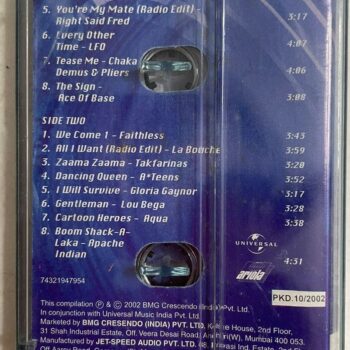 5. You're My Mate (Radio Edit) -
Right Said Fred 3:17
6. Every Other
Time - LFO 4:07
7. Tease Me - Chaka
Demus & Pliers 4:06
8. The Sign -
Ace Of Base 3:08
SIDE TWO
1. We Come 1 - Faithless 3:43
2. All I Want (Radio Edit) - La Bouche 3:59
3. Zaama Zaama - Takfarinas 3:20
4. Dancing Queen - A*Teens 3:52
5. I Will Survive - Gloria Gaynor 3:17
6. Gentleman - Lou Bega 3:28
7. Cartoon Heroes - Aqua 3:38
8. Boom Shack-A-
Laka - Apache
Indian 4:31
UNIVERSAL
ariola
74321947954
PKD.10/2002
This compilation ℗ & © 2002 BMG Crescendo (India) Pvt. Ltd.
In conjunction with Universal Music India Pvt. Ltd.
Marketed by BMG CRESENDO (INDIA) PVT. LTD. House, 2nd Floor,
31 Shah Industrial Estate, Off. Veera Desai Road, Andheri (W), Mumbai 400 053.
Manufactured by JET-SPEED AUDIO PVT. LTD.